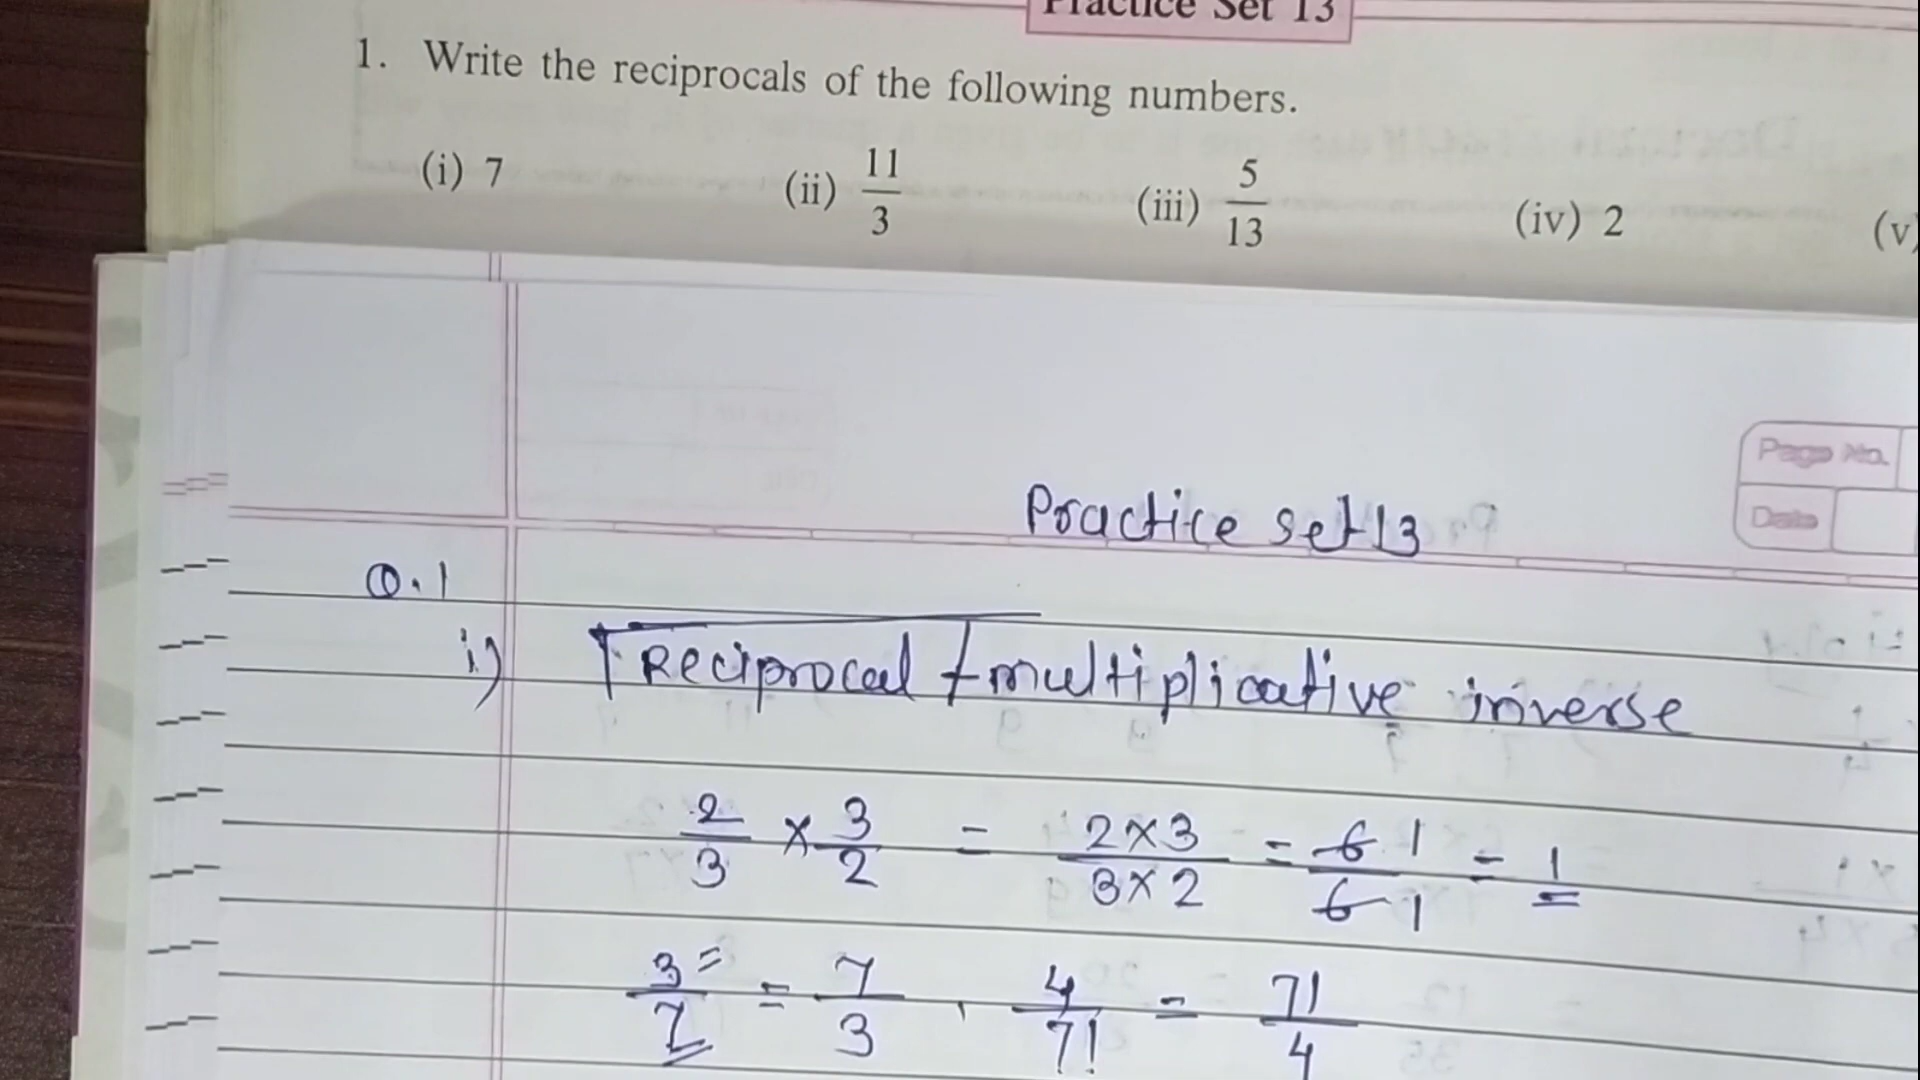 Practice Set 13
1. Write the reciprocals of the following numbers.
(i) 7 (ii) 11/3 (iii) 5/13 (iv) 2 (v)
Page No.
Date
Practice set 13
Q.1
i) Reciprocal / multiplicative inverse
2/3 × 3/2 = 2×3/3×2 = 6 1/6 1 = 1
3/7 = 7/3 , 4/71 = 71/4